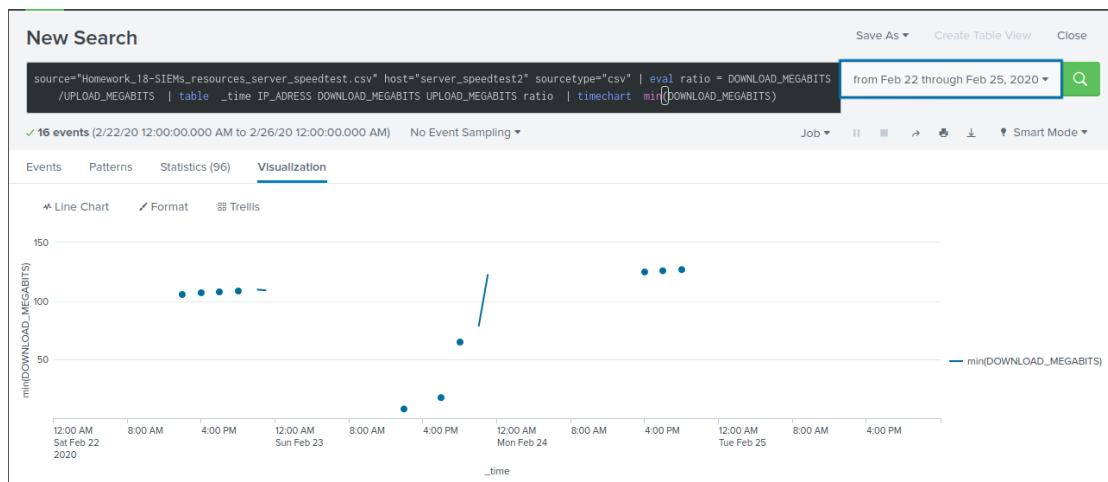 New Search
Save As ▾ Create Table View Close
source="Homework_18-SIEMs_resources_server_speedtest.csv" host="server_speedtest2" sourcetype="csv" | eval ratio = DOWNLOAD_MEGABITS
/UPLOAD_MEGABITS | table _time IP_ADRESS DOWNLOAD_MEGABITS UPLOAD_MEGABITS ratio | timechart min(DOWNLOAD_MEGABITS)
from Feb 22 through Feb 25, 2020 ▾
✓ 16 events (2/22/20 12:00:00.000 AM to 2/26/20 12:00:00.000 AM) No Event Sampling ▾
Job ▾ Smart Mode ▾
Events Patterns Statistics (96) Visualization
Line Chart Format Trellis
min(DOWNLOAD_MEGABITS)
150
100
50
min(DOWNLOAD_MEGABITS)
12:00 AM 8:00 AM 4:00 PM 12:00 AM 8:00 AM 4:00 PM 12:00 AM 8:00 AM 4:00 PM 12:00 AM 8:00 AM 4:00 PM
Sat Feb 22 Sun Feb 23 Mon Feb 24 Tue Feb 25
2020
_time